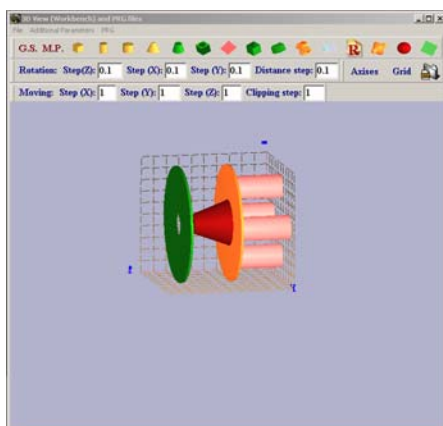 3D View (Workbench) and PRG files
File Additional Parameters PRG
G.S. M.P. R
Rotation: Step(Z): 0.1 Step (X): 0.1 Step (Y): 0.1 Distance step: 0.1 Axises Grid
Moving: Step (X): 1 Step (Y): 1 Step (Z): 1 Clipping step: 1